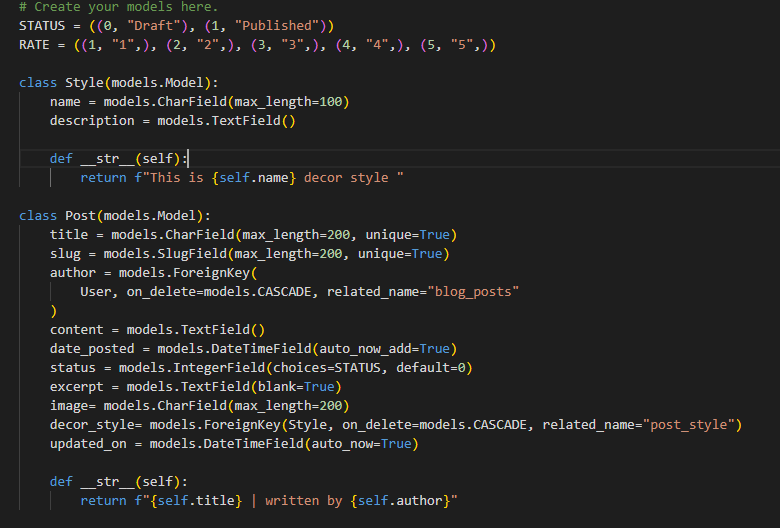 # Create your models here.
STATUS = ((0, "Draft"), (1, "Published"))
RATE = ((1, "1",), (2, "2",), (3, "3",), (4, "4",), (5, "5",))

class Style(models.Model):
    name = models.CharField(max_length=100)
    description = models.TextField()

    def __str__(self):
        return f"This is {self.name} decor style "

class Post(models.Model):
    title = models.CharField(max_length=200, unique=True)
    slug = models.SlugField(max_length=200, unique=True)
    author = models.ForeignKey(
        User, on_delete=models.CASCADE, related_name="blog_posts"
    )
    content = models.TextField()
    date_posted = models.DateTimeField(auto_now_add=True)
    status = models.IntegerField(choices=STATUS, default=0)
    excerpt = models.TextField(blank=True)
    image= models.CharField(max_length=200)
    decor_style= models.ForeignKey(Style, on_delete=models.CASCADE, related_name="post_style")
    updated_on = models.DateTimeField(auto_now=True)

    def __str__(self):
        return f"{self.title} | written by {self.author}"